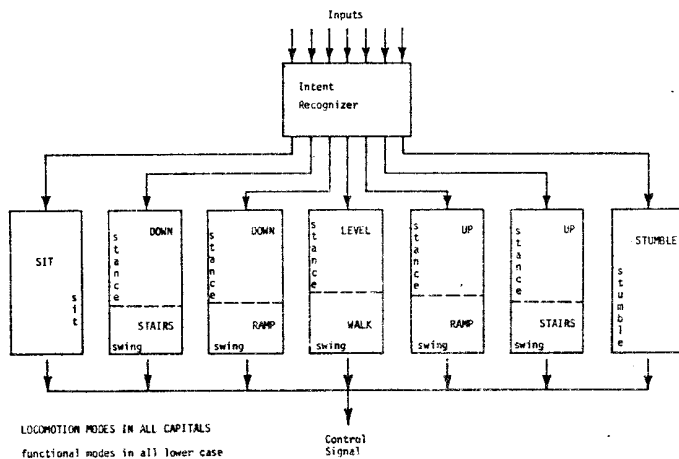 Inputs
Intent
Recognizer
SIT
sit
stance
DOWN
STAIRS
swing
stance
DOWN
RAMP
swing
stance
LEVEL
WALK
swing
stance
UP
RAMP
swing
stance
UP
STAIRS
swing
STUMBLE
stumble
LOCOMOTION MODES IN ALL CAPITALS
functional modes in all lower case
Control
Signal